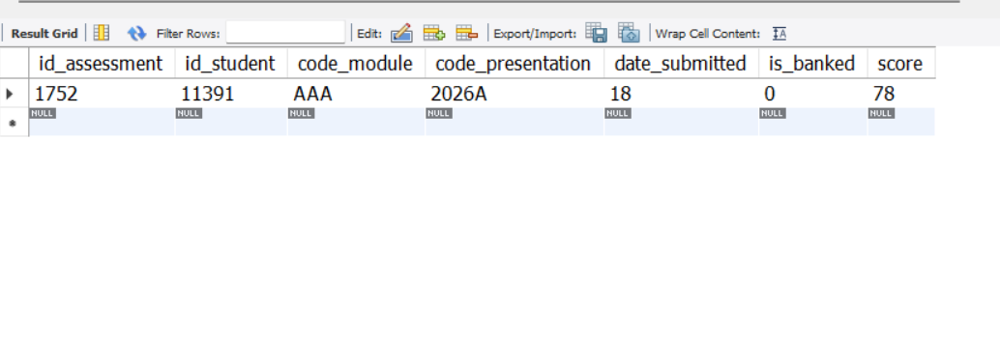 Result Grid Filter Rows: Edit: Export/Import: Wrap Cell Content: IA
id_assessment id_student code_module code_presentation date_submitted is_banked score
1752 11391 AAA 2026A 18 0 78
NULL NULL NULL NULL NULL NULL NULL